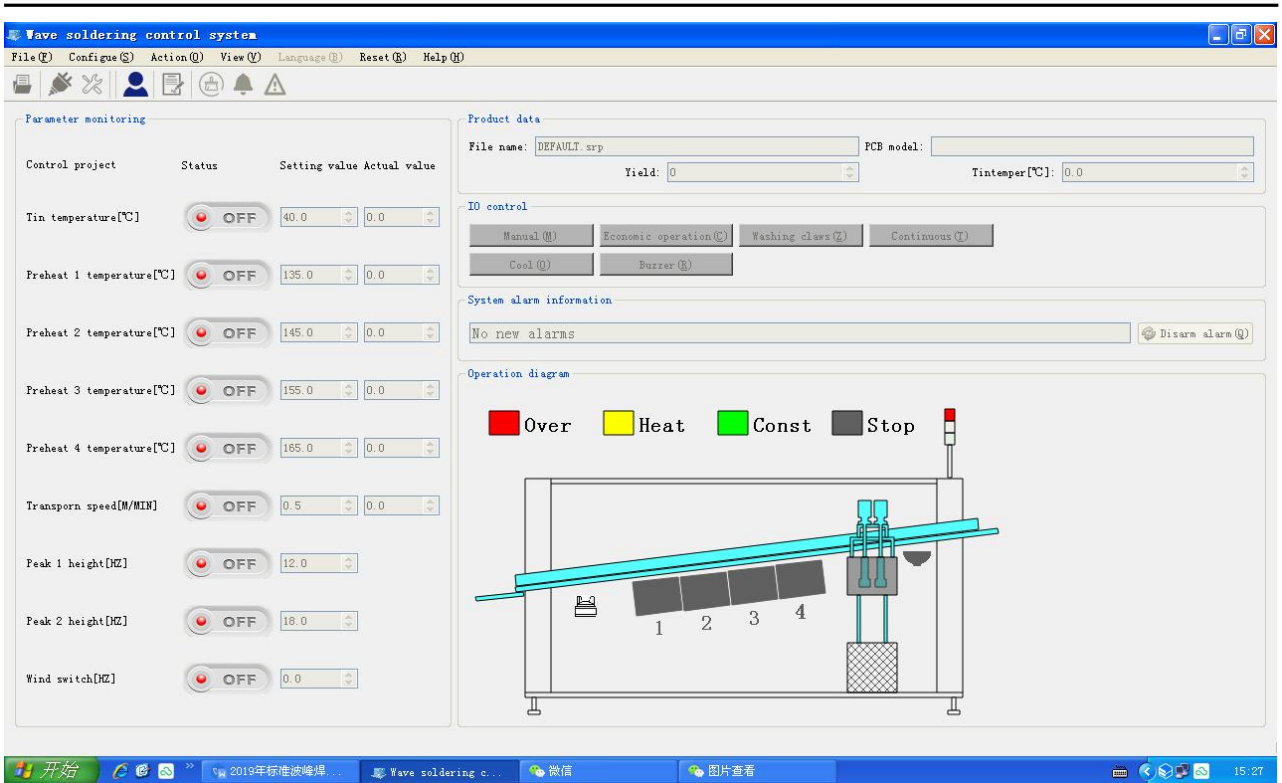 Wave soldering control system
File(F) Configue(S) Action(O) View(V) Language(B) Reset(R) Help(H)
Parameter monitoring
Control project Status Setting value Actual value
Tin temperature[℃] OFF 40.0 0.0
Preheat 1 temperature[℃] OFF 135.0 0.0
Preheat 2 temperature[℃] OFF 145.0 0.0
Preheat 3 temperature[℃] OFF 155.0 0.0
Preheat 4 temperature[℃] OFF 165.0 0.0
Transporn speed[M/MIN] OFF 0.5 0.0
Peak 1 height[HZ] OFF 12.0
Peak 2 height[HZ] OFF 18.0
Wind switch[HZ] OFF 0.0
Product data
File name: DEFAULT.srp PCB model:
Yield: 0 Tintemper[℃]: 0.0
IO control
Manual(M) Economic operation(C) Washing claws(Z) Continuous(T)
Cool(Q) Burzer(R)
System alarm information
No new alarms Disarm alarm(Q)
Operation diagram
Over Heat Const Stop
1 2 3 4
开始 2019年标准波峰焊... Wave soldering c... 微信 图片查看 15:27